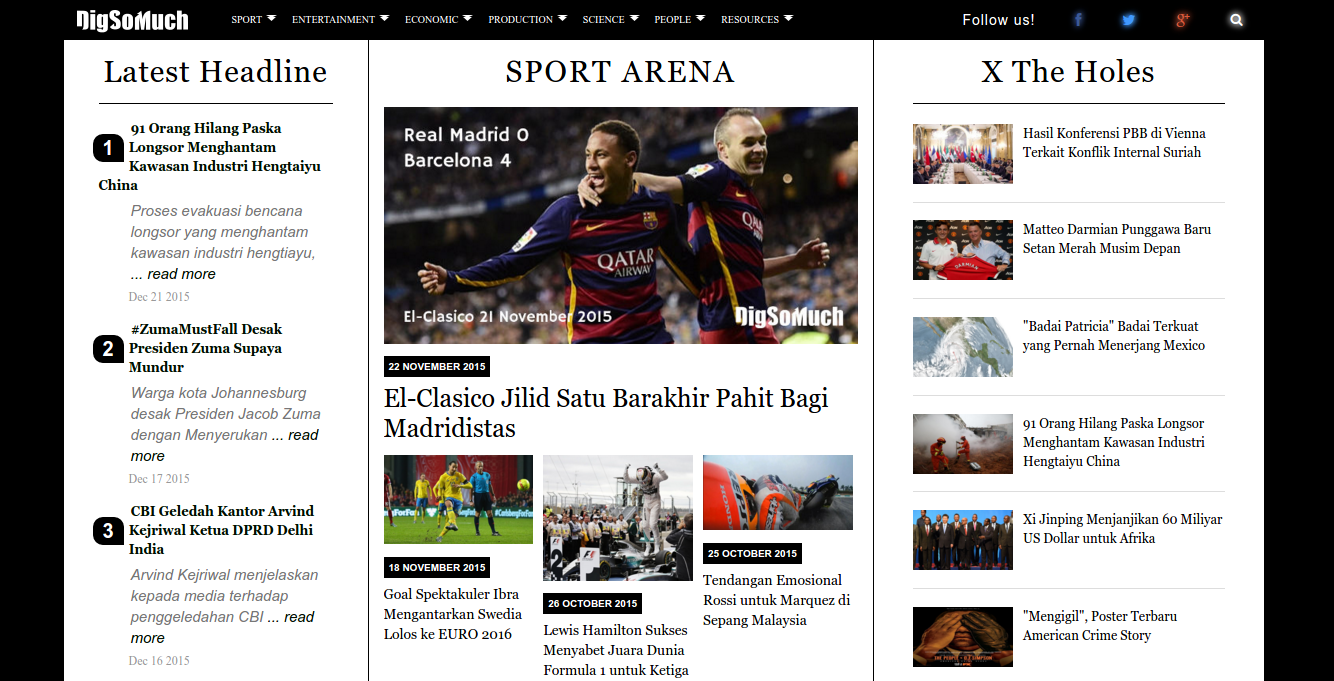 DigSoMuch
SPORT
ENTERTAINMENT
ECONOMIC
PRODUCTION
SCIENCE
PEOPLE
RESOURCES
Follow us!
Latest Headline
1
91 Orang Hilang Paska
Longsor Menghantam
Kawasan Industri Hengtaiyu
China
Proses evakuasi bencana
longsor yang menghantam
kawasan industri hengtiayu,
... read more
Dec 21 2015
2
#ZumaMustFall Desak
Presiden Zuma Supaya
Mundur
Warga kota Johannesburg
desak Presiden Jacob Zuma
dengan Menyerukan ... read
more
Dec 17 2015
3
CBI Geledah Kantor Arvind
Kejriwal Ketua DPRD Delhi
India
Arvind Kejriwal menjelaskan
kepada media terhadap
penggeledahan CBI ... read
more
Dec 16 2015
SPORT ARENA
Real Madrid 0
Barcelona 4
QATAR
AIRWAY
QATAR
AIRWAY
El-Clasico 21 November 2015
DigSoMuch
22 NOVEMBER 2015
El-Clasico Jilid Satu Barakhir Pahit Bagi
Madridistas
18 NOVEMBER 2015
Goal Spektakuler Ibra
Mengantarkan Swedia
Lolos ke EURO 2016
26 OCTOBER 2015
Lewis Hamilton Sukses
Menyabet Juara Dunia
Formula 1 untuk Ketiga
HONDA
25 OCTOBER 2015
Tendangan Emosional
Rossi untuk Marquez di
Sepang Malaysia
X The Holes
Hasil Konferensi PBB di Vienna
Terkait Konflik Internal Suriah
DARMIAN
Matteo Darmian Punggawa Baru
Setan Merah Musim Depan
"Badai Patricia" Badai Terkuat
yang Pernah Menerjang Mexico
91 Orang Hilang Paska Longsor
Menghantam Kawasan Industri
Hengtaiyu China
Xi Jinping Menjanjikan 60 Miliyar
US Dollar untuk Afrika
"Mengigil", Poster Terbaru
American Crime Story